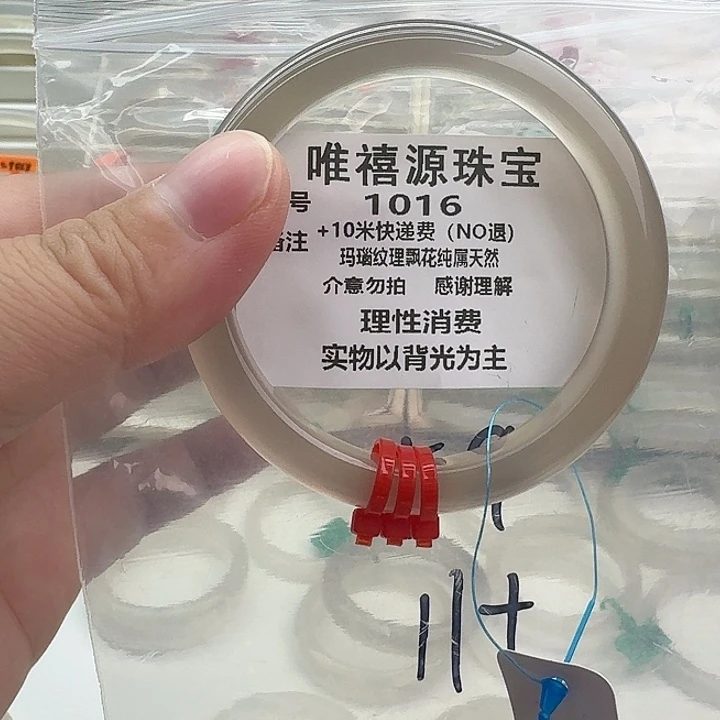 唯禧源珠宝
号 1016
备注 +10米快递费（NO退)
玛瑙纹理飘花纯属天然
介意勿拍 感谢理解
理性消费
实物以背光为主